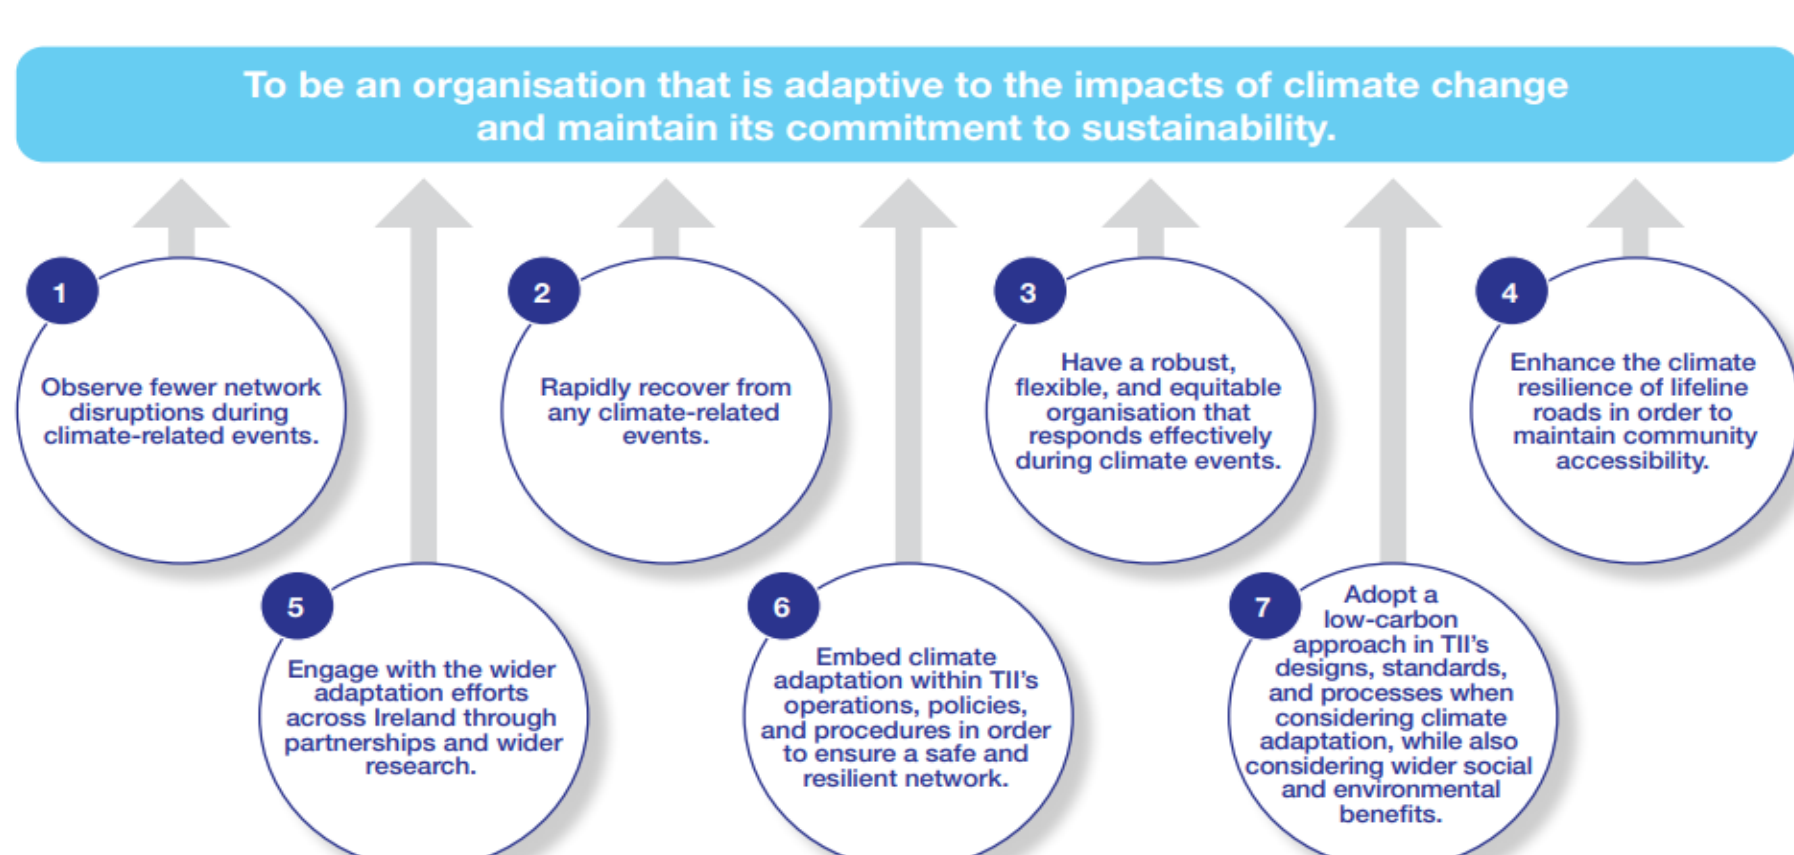 To be an organisation that is adaptive to the impacts of climate change
and maintain its commitment to sustainability.
1
Observe fewer network
disruptions during
climate-related events.
2
Rapidly recover from
any climate-related
events.
3
Have a robust,
flexible, and equitable
organisation that
responds effectively
during climate events.
4
Enhance the climate
resilience of lifeline
roads in order to
maintain community
accessibility.
5
Engage with the wider
adaptation efforts
across Ireland through
partnerships and wider
research.
6
Embed climate
adaptation within TII's
operations, policies,
and procedures in order
to ensure a safe and
resilient network.
7
Adopt a
low-carbon
approach in TII's
designs, standards,
and processes when
considering climate
adaptation, while also
considering wider social
and environmental
benefits.